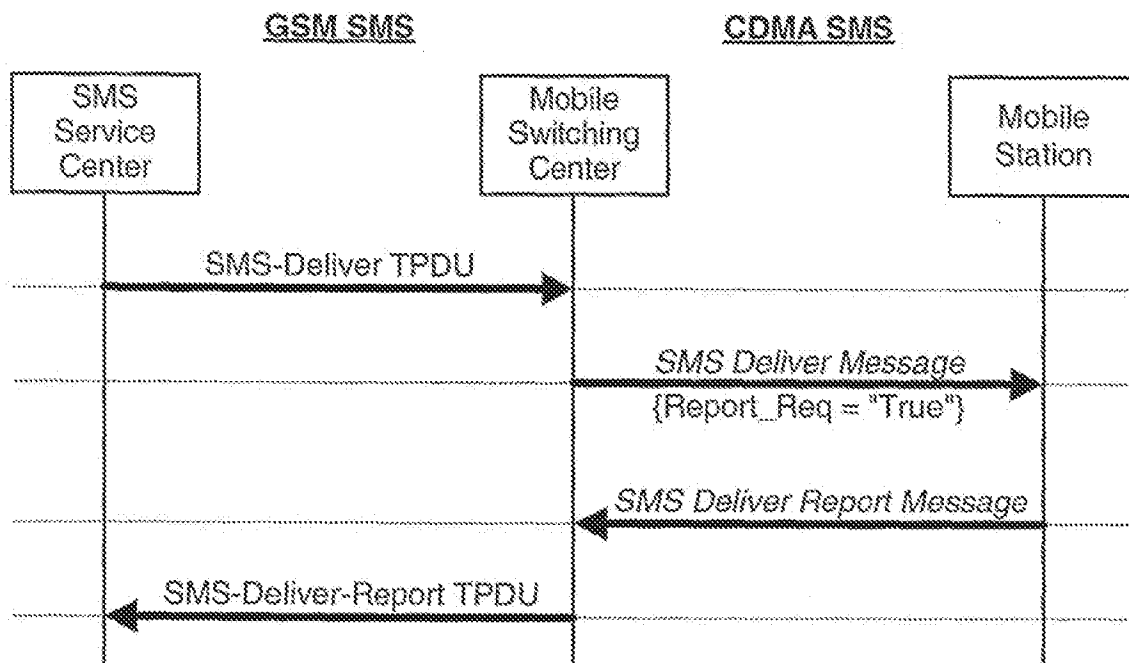 GSM SMS
CDMA SMS
SMS
Service
Center
Mobile
Switching
Center
Mobile
Station
SMS-Deliver TPDU
SMS Deliver Message
{Report_Req = "True"}
SMS Deliver Report Message
SMS-Deliver-Report TPDU